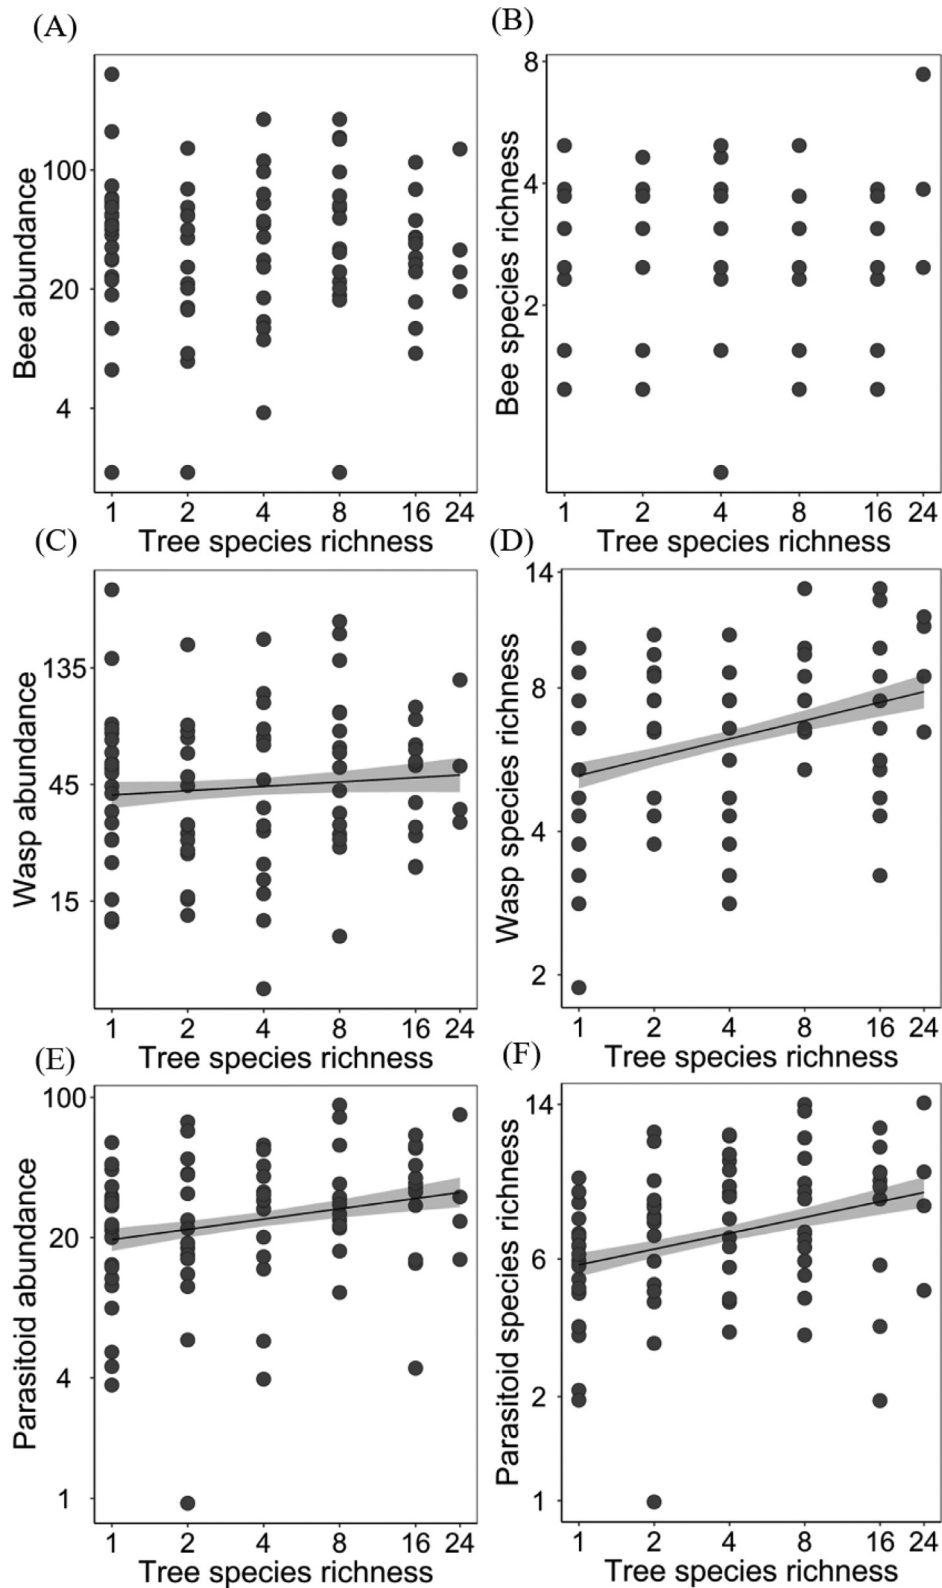 (A)
(B)
Bee abundance
100
20
4
1 2 4 8 16 24
Tree species richness
Bee species richness
8
4
2
1 2 4 8 16 24
Tree species richness
(C)
(D)
Wasp abundance
135
45
15
1 2 4 8 16 24
Tree species richness
Wasp species richness
14
8
4
2
1 2 4 8 16 24
Tree species richness
(E)
(F)
Parasitoid abundance
100
20
4
1
1 2 4 8 16 24
Tree species richness
Parasitoid species richness
14
6
2
1
1 2 4 8 16 24
Tree species richness